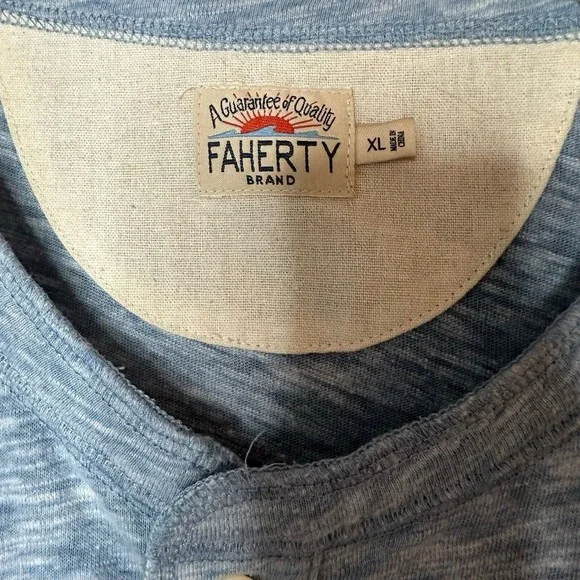 A Guarantee of Quality
FAHERTY
BRAND
XL
MADE IN
CHINA